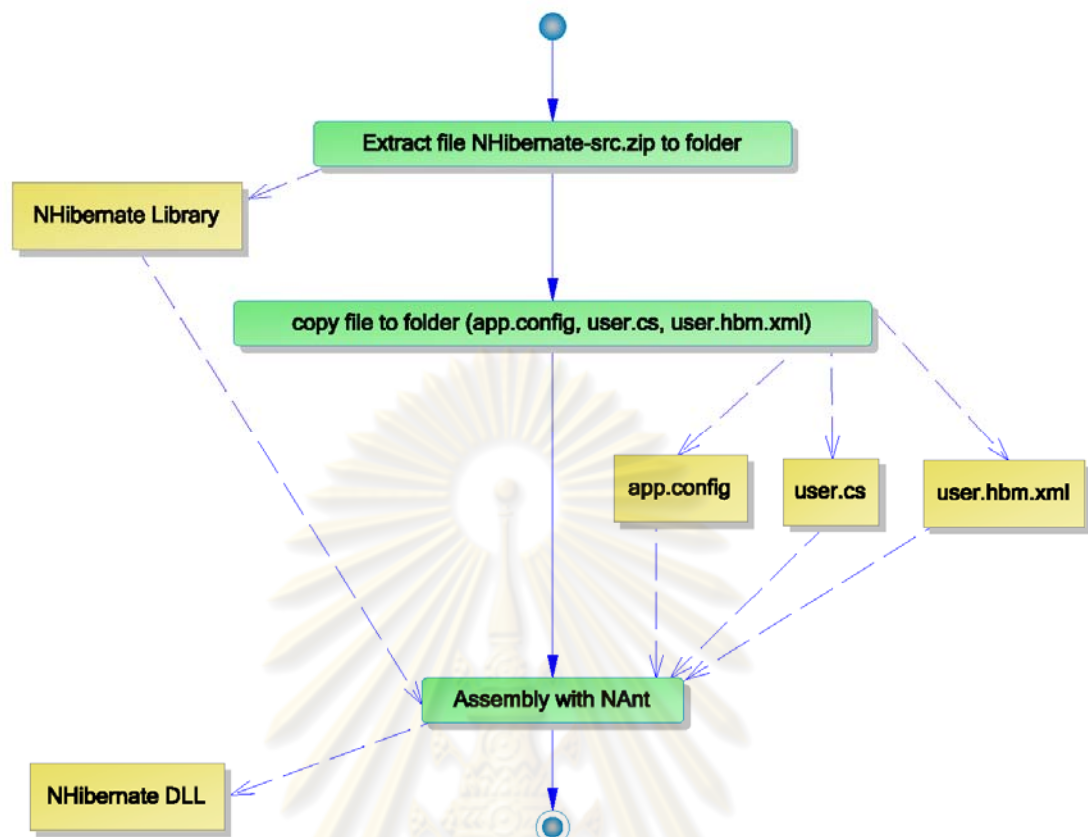 Extract file NHibernate-src.zip to folder
NHibernate Library
copy file to folder (app.config, user.cs, user.hbm.xml)
app.config
user.cs
user.hbm.xml
Assembly with NAnt
NHibernate DLL